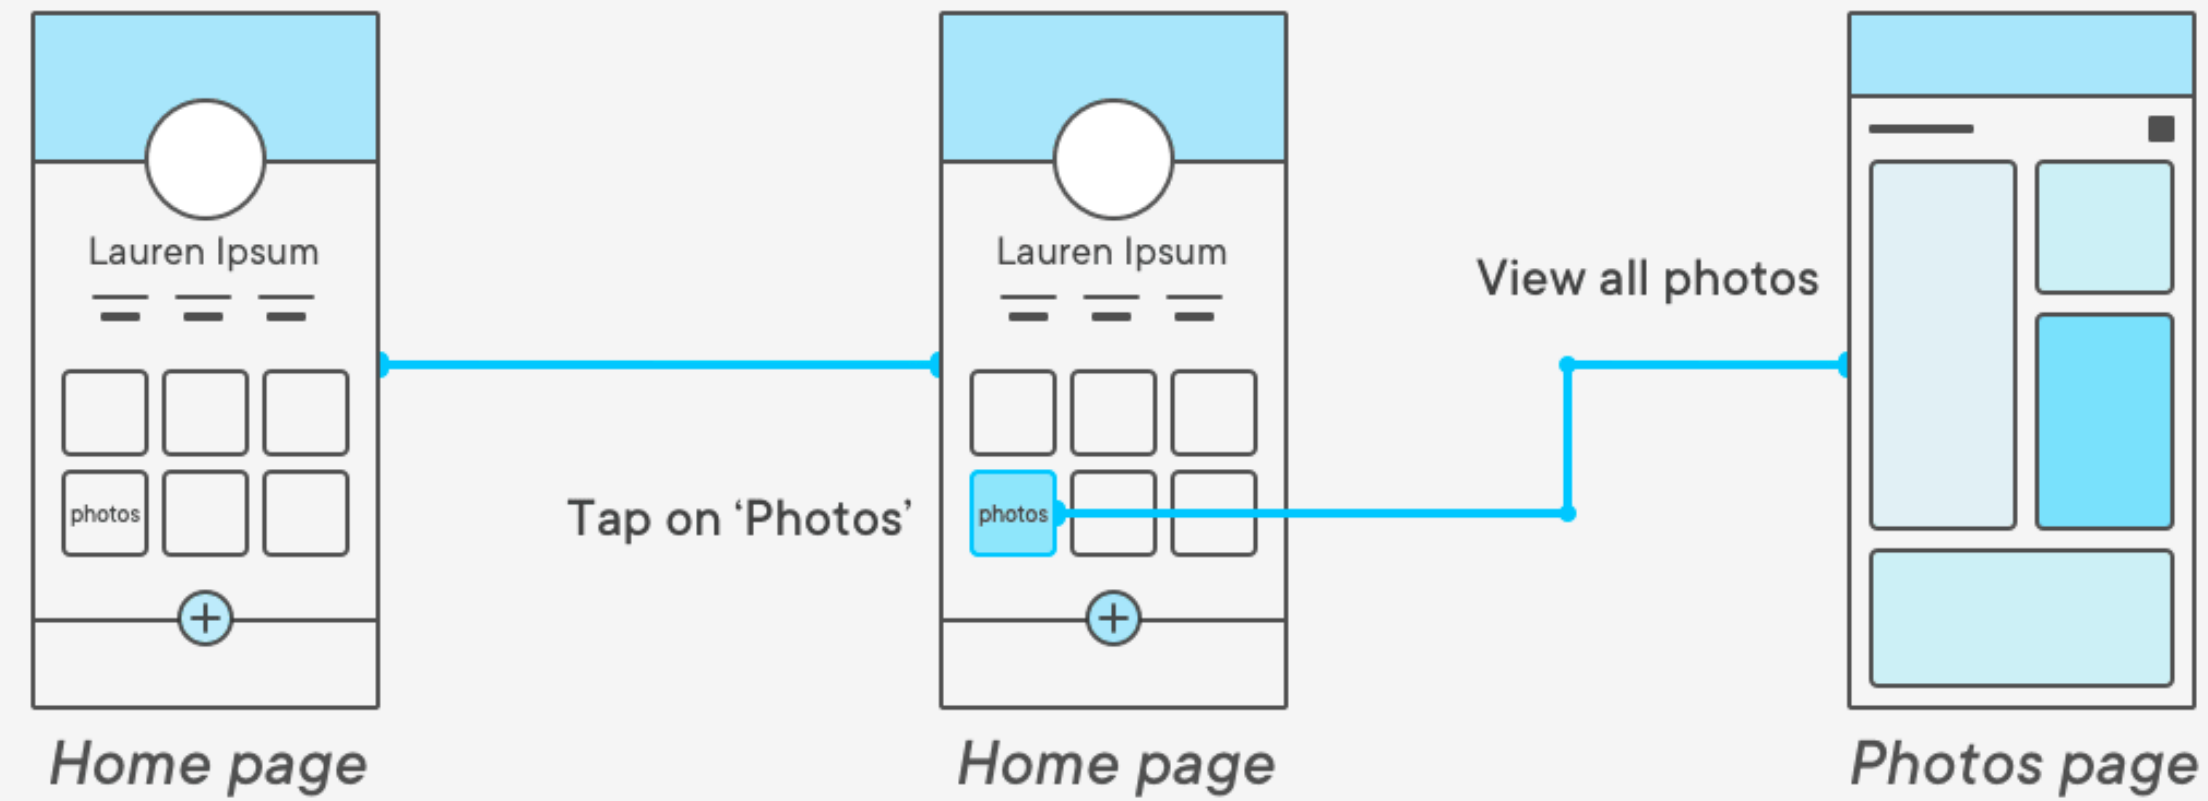 Lauren Ipsum
photos
Home page
Tap on ‘Photos’
Lauren Ipsum
photos
Home page
View all photos
Photos page